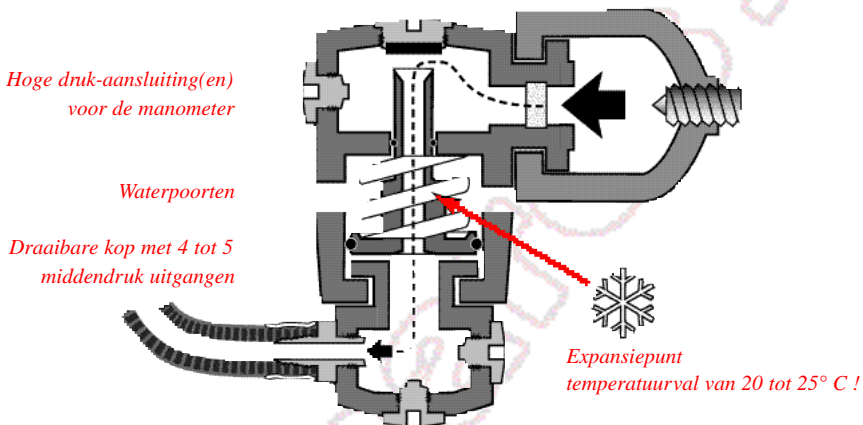 Hoge druk-aansluiting(en)
voor de manometer
Waterpoorten
Draaibare kop met 4 tot 5
middendruk uitgangen
Expansiepunt
temperatuurval van 20 tot 25° C !